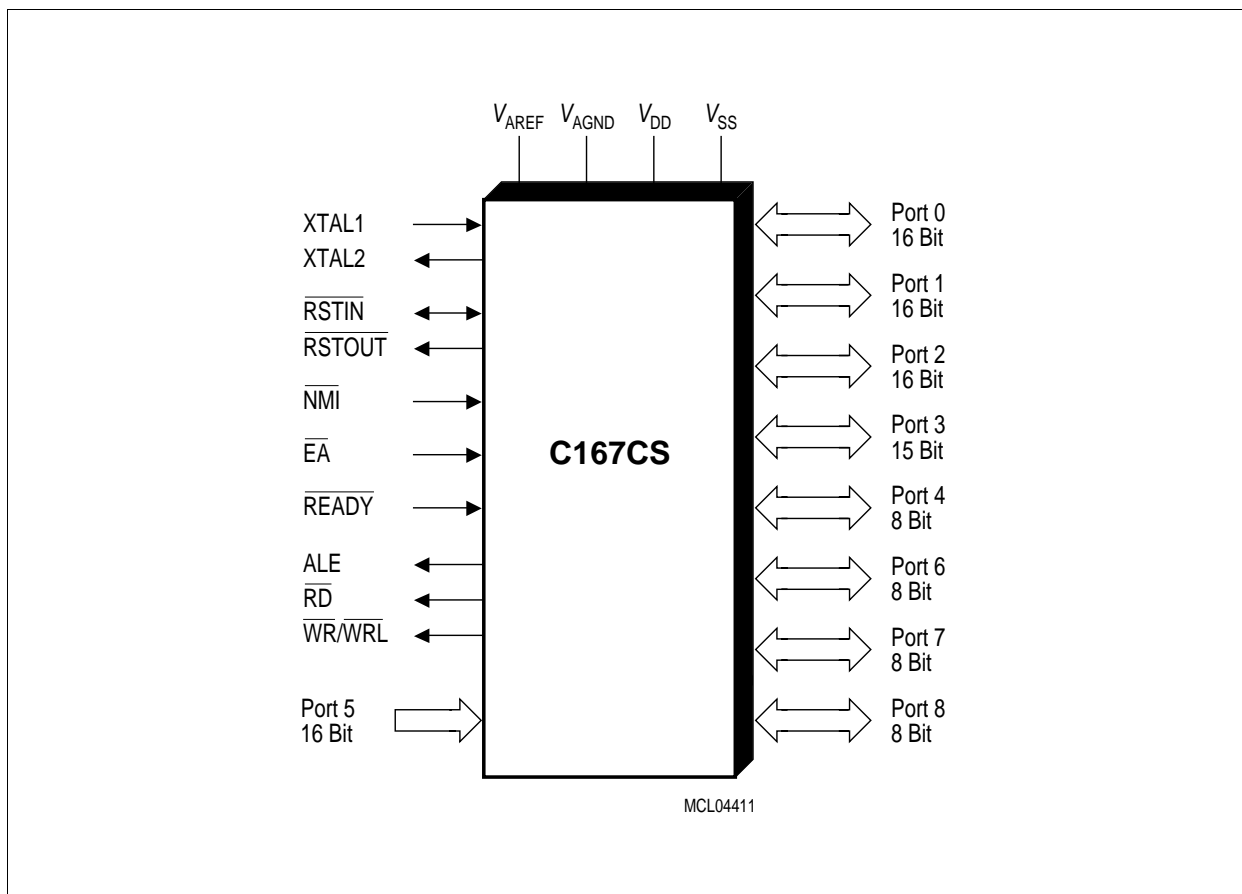 VAREF VAGND VDD VSS
XTAL1
XTAL2
RSTIN
RSTOUT
NMI
EA
READY
ALE
RD
WR/WRL
Port 5
16 Bit
C167CS
Port 0
16 Bit
Port 1
16 Bit
Port 2
16 Bit
Port 3
15 Bit
Port 4
8 Bit
Port 6
8 Bit
Port 7
8 Bit
Port 8
8 Bit
MCL04411